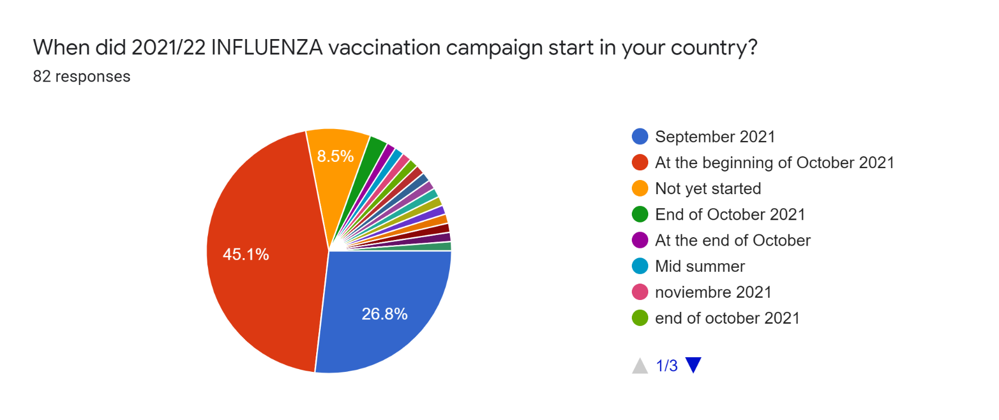 When did 2021/22 INFLUENZA vaccination campaign start in your country?
82 responses
8.5%
45.1%
26.8%
September 2021
At the beginning of October 2021
Not yet started
End of October 2021
At the end of October
Mid summer
noviembre 2021
end of october 2021
1/3